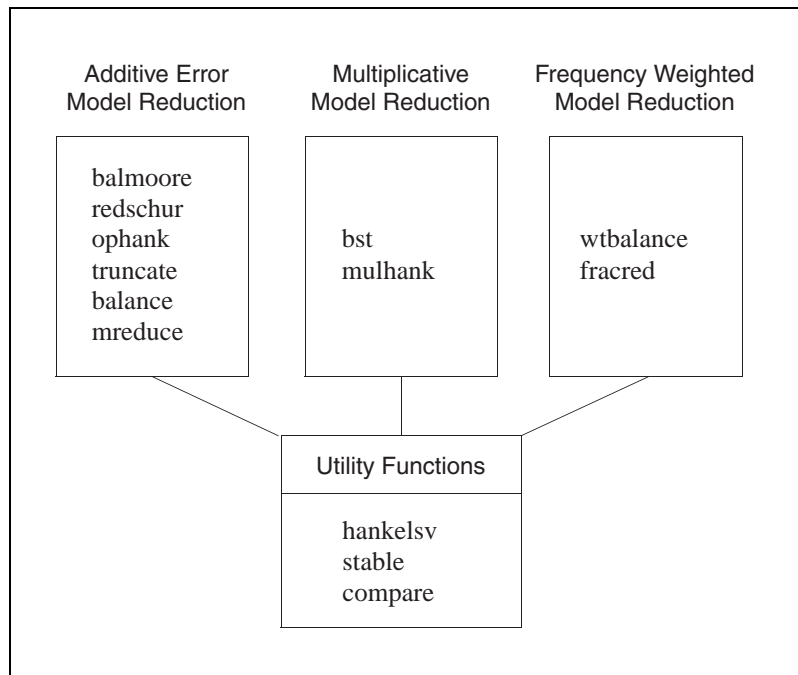 Additive Error
Model Reduction
balmoore
redschur
ophank
truncate
balance
mreduce
Multiplicative
Model Reduction
bst
mulhank
Frequency Weighted
Model Reduction
wtbalance
fracred
Utility Functions
hankelsv
stable
compare